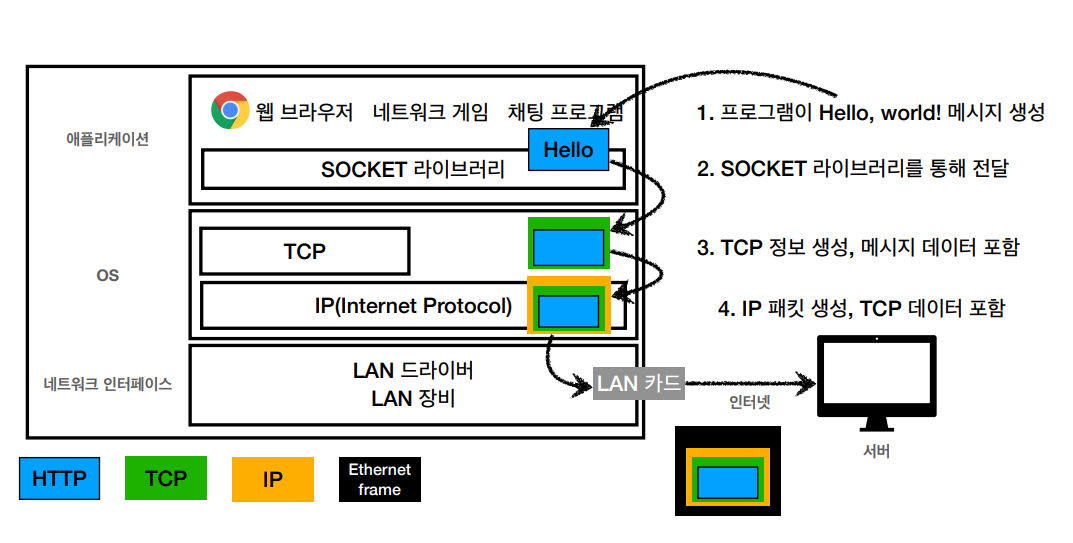 웹 브라우저 네트워크 게임 채팅 프로그램
1. 프로그램이 Hello, world! 메시지 생성
애플리케이션
Hello
SOCKET 라이브러리
2. SOCKET 라이브러리를 통해 전달
TCP
3. TCP 정보 생성, 메시지 데이터 포함
OS
IP(Internet Protocol)
4. IP 패킷 생성, TCP 데이터 포함
네트워크 인터페이스
LAN 드라이버
LAN 장비
LAN 카드
인터넷
서버
HTTP
TCP
IP
Ethernet
frame